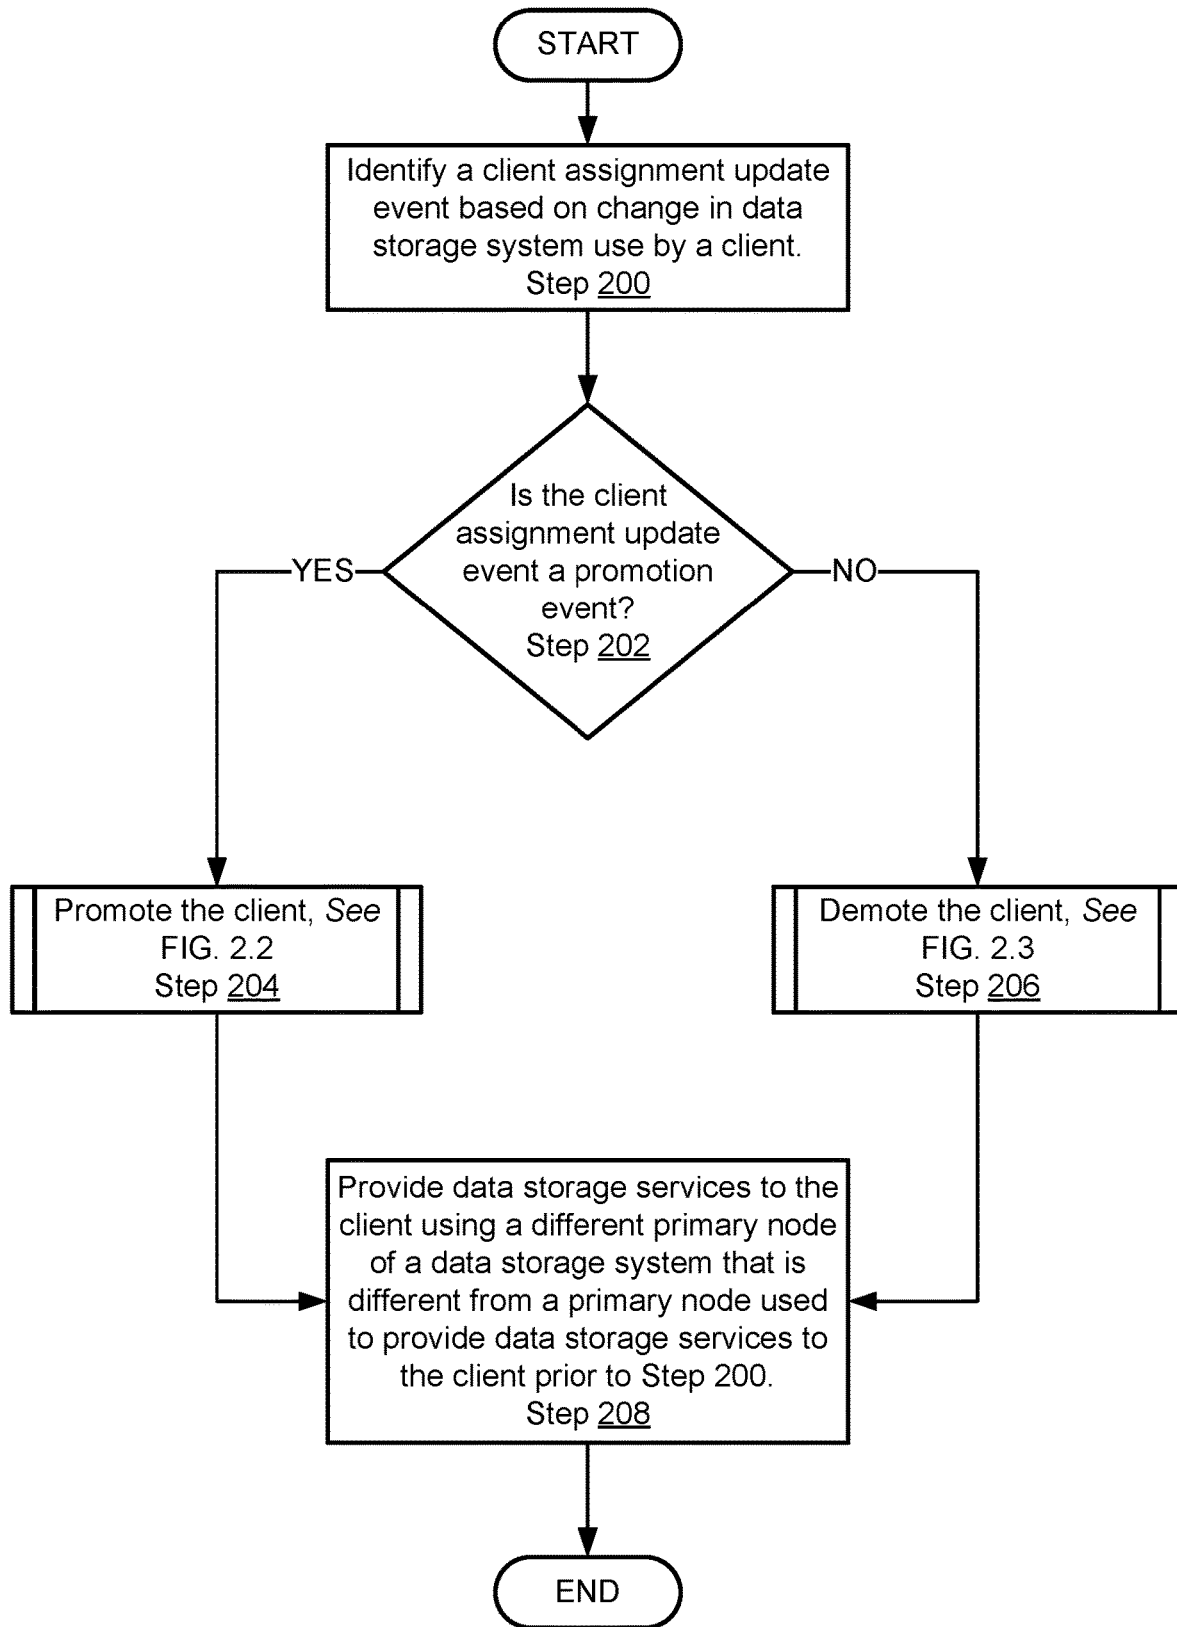 START
Identify a client assignment update
event based on change in data
storage system use by a client.
Step 200
Is the client
assignment update
event a promotion
event?
Step 202
YES
NO
Promote the client, See
FIG. 2.2
Step 204
Demote the client, See
FIG. 2.3
Step 206
Provide data storage services to the
client using a different primary node
of a data storage system that is
different from a primary node used
to provide data storage services to
the client prior to Step 200.
Step 208
END